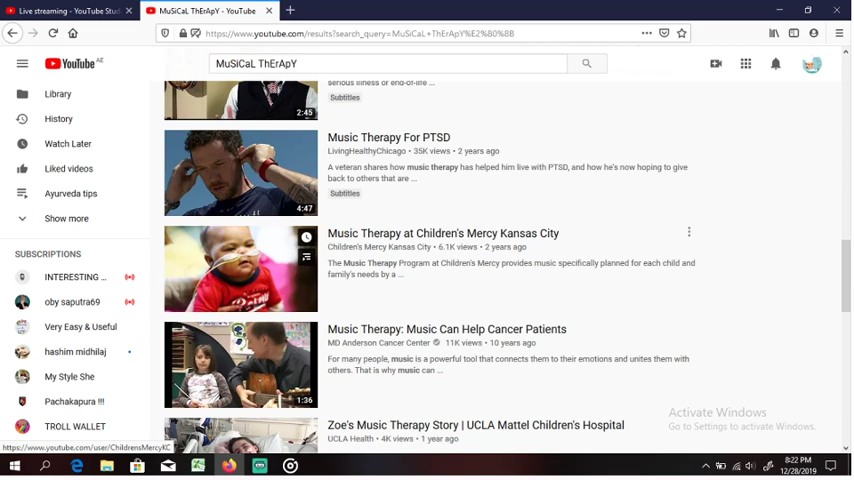 Live streaming - YouTube Stud
MuSiCaL ThErApY - YouTube
https://www.youtube.com/results?search_query=MuSiCaL+ThErApY%E2%80%8B
YouTube AE
MuSiCaL ThErApY
Library
History
Watch Later
Liked videos
Ayurveda tips
Show more
SUBSCRIPTIONS
INTERESTING ...
oby saputra69
Very Easy & Useful
hashim midhilaj
My Style She
Pachakapura !!!
TROLL WALLET
https://www.youtube.com/user/ChildrensMercyKC
serious illness or end-of-life ...
Subtitles
2:45
Music Therapy For PTSD
LivingHealthyChicago • 35K views • 2 years ago
A veteran shares how music therapy has helped him live with PTSD, and how he's now hoping to give
back to others that are ...
Subtitles
4:47
Music Therapy at Children's Mercy Kansas City
Children's Mercy Kansas City • 6.1K views • 2 years ago
The Music Therapy Program at Children's Mercy provides music specifically planned for each child and
family's needs by a ...
Music Therapy: Music Can Help Cancer Patients
MD Anderson Cancer Center 11K views • 10 years ago
For many people, music is a powerful tool that connects them to their emotions and unites them with
others. That is why music can ...
1:36
Zoe's Music Therapy Story | UCLA Mattel Children's Hospital
UCLA Health • 4K views • 1 year ago
Activate Windows
Go to Settings to activate Windows.
8:22 PM
12/28/2019